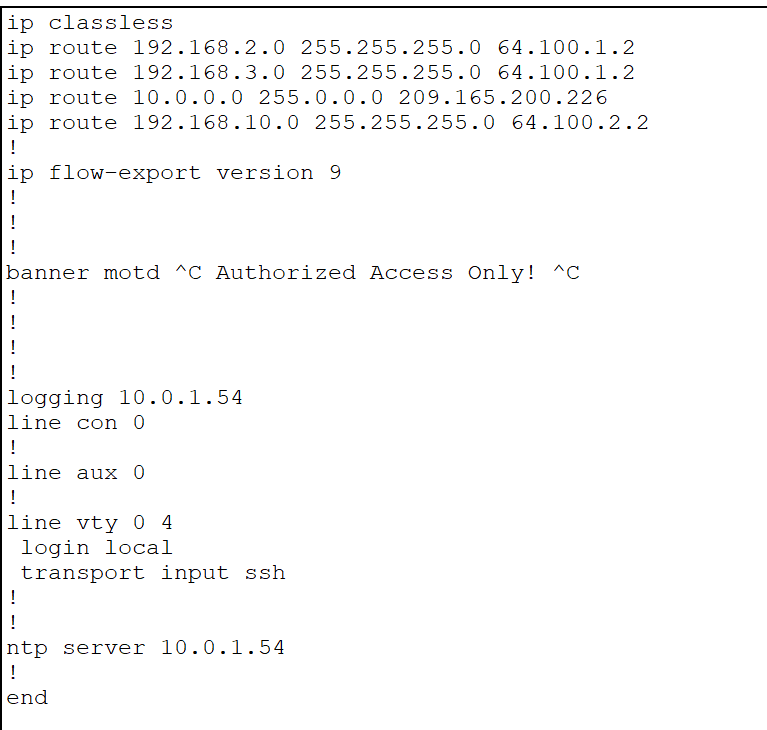 ip classless
ip route 192.168.2.0 255.255.255.0 64.100.1.2
ip route 192.168.3.0 255.255.255.0 64.100.1.2
ip route 10.0.0.0 255.0.0.0 209.165.200.226
ip route 192.168.10.0 255.255.255.0 64.100.2.2
!
ip flow-export version 9
!
!
!
banner motd ^C Authorized Access Only! ^C
!
!
!
!
logging 10.0.1.54
line con 0
!
line aux 0
!
line vty 0 4
 login local
 transport input ssh
!
!
ntp server 10.0.1.54
!
end